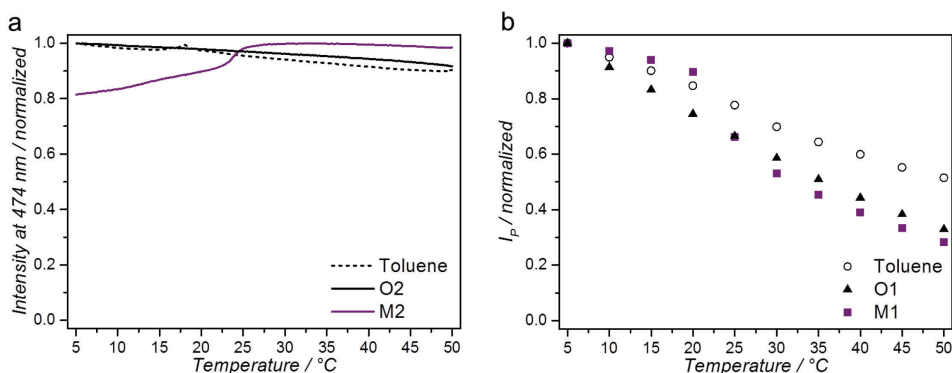 a
Intensity at 474 nm / normalized
1.0
0.8
0.6
0.4
0.2
0.0
Toluene
O2
M2
5 10 15 20 25 30 35 40 45 50
Temperature / °C
b
I_P / normalized
1.0
0.8
0.6
0.4
0.2
0.0
Toluene
O1
M1
5 10 15 20 25 30 35 40 45 50
Temperature / °C